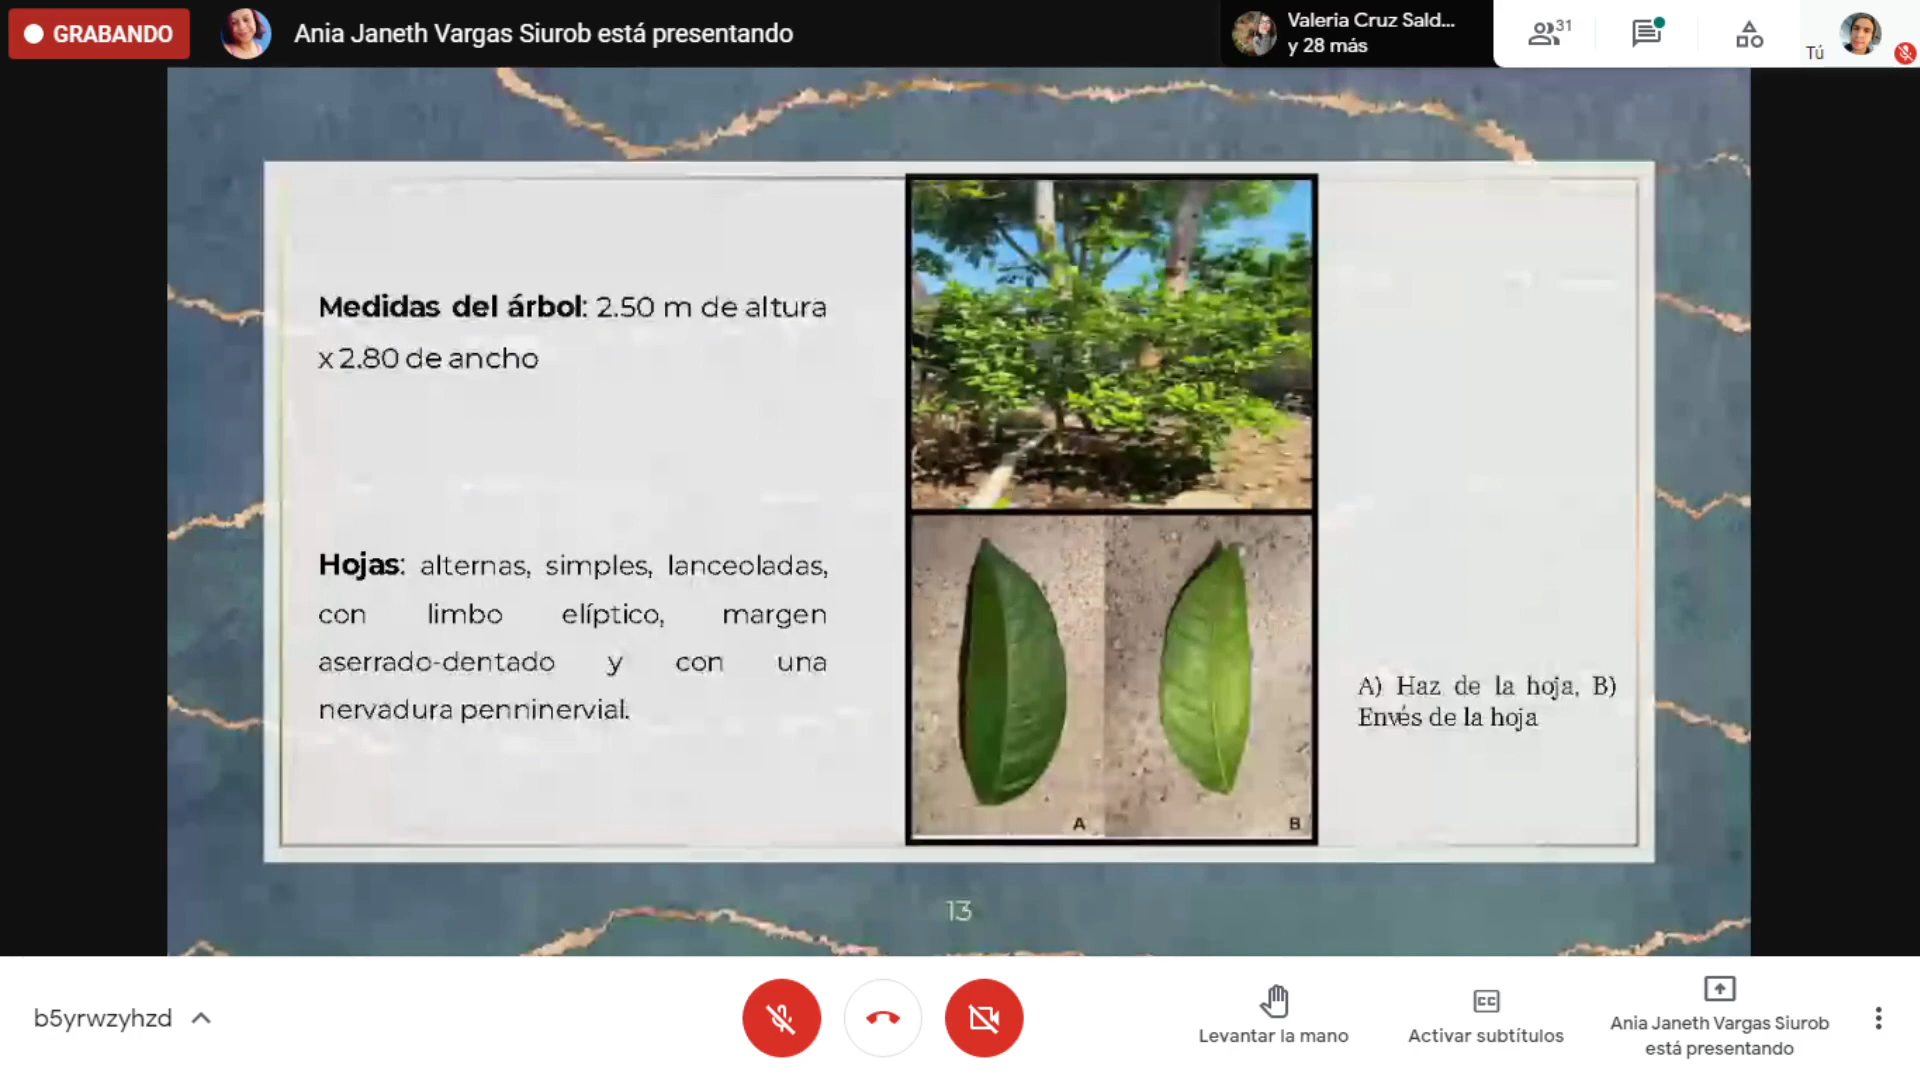 GRABANDO
Ania Janeth Vargas Siurob está presentando
Valeria Cruz Sald...
y 28 más
31
Tú
Medidas del árbol: 2.50 m de altura
x 2.80 de ancho
Hojas: alternas, simples, lanceoladas,
con limbo elíptico, margen
aserrado-dentado y con una
nervadura penninervial.
A
B
A) Haz de la hoja, B)
Envés de la hoja
13
b5yrwzyhzd
Levantar la mano
CC
Activar subtítulos
Ania Janeth Vargas Siurob
está presentando